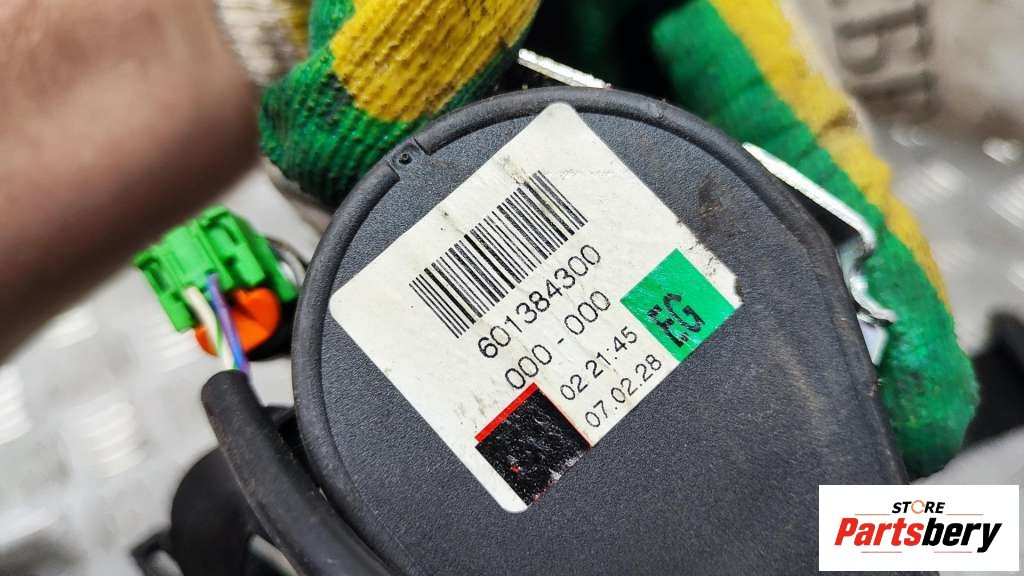 601384300
000 - 000
02 21:45
07.02.28
EG
STORE
Partsbery